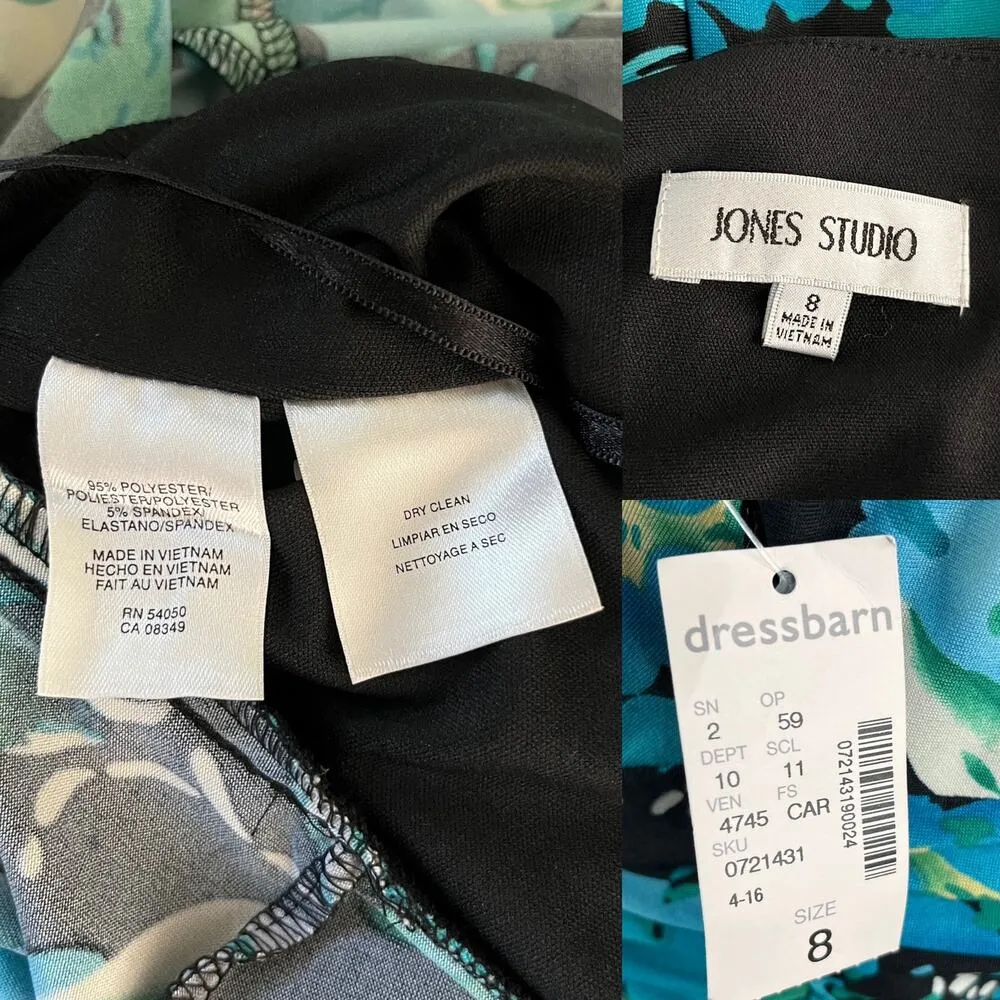 95% POLYESTER/
POLIESTER/POLYESTER
5% SPANDEX/
ELASTANO/SPANDEX
MADE IN VIETNAM
HECHO EN VIETNAM
FAIT AU VIETNAM
RN 54050
CA 08349
DRY CLEAN
LIMPIAR EN SECO
NETTOYAGE A SEC
JONES STUDIO
8
MADE IN
VIETNAM
dressbarn
SN OP
2 59
DEPT SCL
10 11
VEN FS
4745 CAR
SKU
0721431
4-16
SIZE
8
072143190024